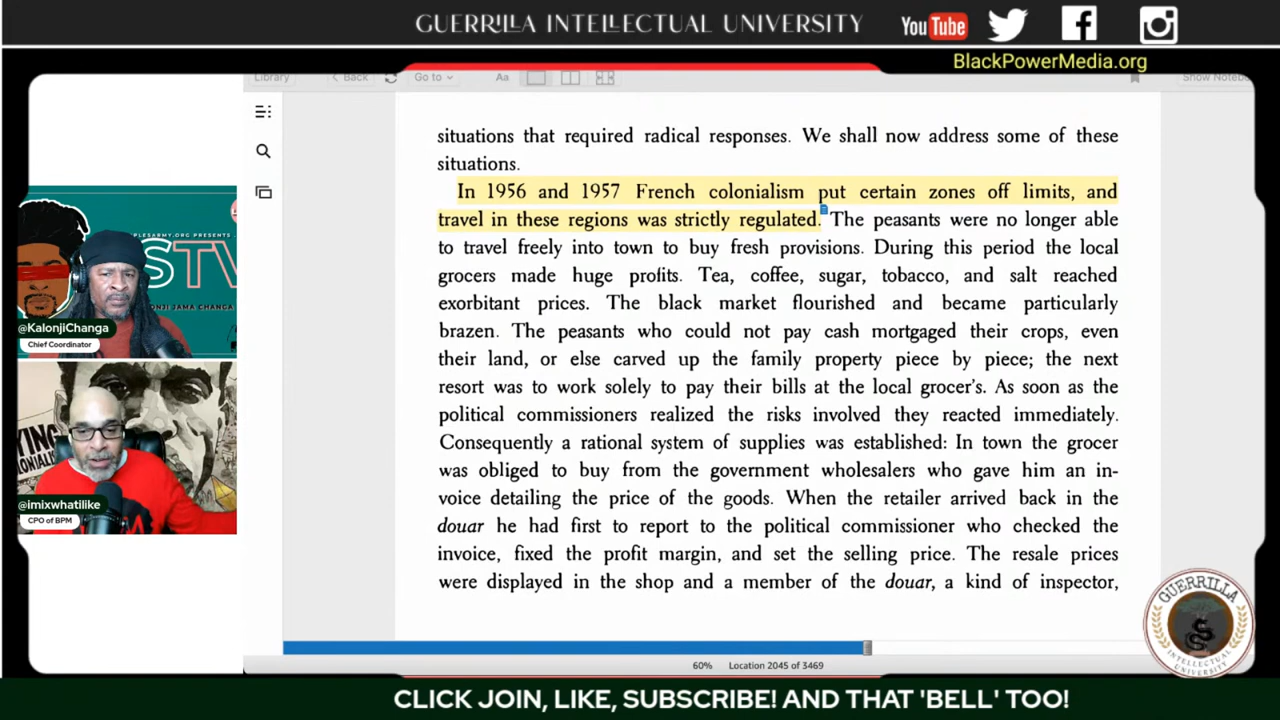 GUERRILLA INTELLECTUAL UNIVERSITY
You Tube
BlackPowerMedia.org
Library
Back
Go to
Aa
situations that required radical responses. We shall now address some of these
situations.
In 1956 and 1957 French colonialism put certain zones off limits, and
travel in these regions was strictly regulated. The peasants were no longer able
to travel freely into town to buy fresh provisions. During this period the local
grocers made huge profits. Tea, coffee, sugar, tobacco, and salt reached
exorbitant prices. The black market flourished and became particularly
brazen. The peasants who could not pay cash mortgaged their crops, even
their land, or else carved up the family property piece by piece; the next
resort was to work solely to pay their bills at the local grocer's. As soon as the
political commissioners realized the risks involved they reacted immediately.
Consequently a rational system of supplies was established: In town the grocer
was obliged to buy from the government wholesalers who gave him an in-
voice detailing the price of the goods. When the retailer arrived back in the
douar he had first to report to the political commissioner who checked the
invoice, fixed the profit margin, and set the selling price. The resale prices
were displayed in the shop and a member of the douar, a kind of inspector,
60% Location 2045 of 3469
PLESARMY.ORG PRESENTS
STV
ONJI JAMA CHANGA
@KalonjiChanga
Chief Coordinator
@imixwhatilike
CPO of BPM
GUERRILLA
INTELLECTUAL
UNIVERSITY
CLICK JOIN, LIKE, SUBSCRIBE! AND THAT 'BELL' TOO!